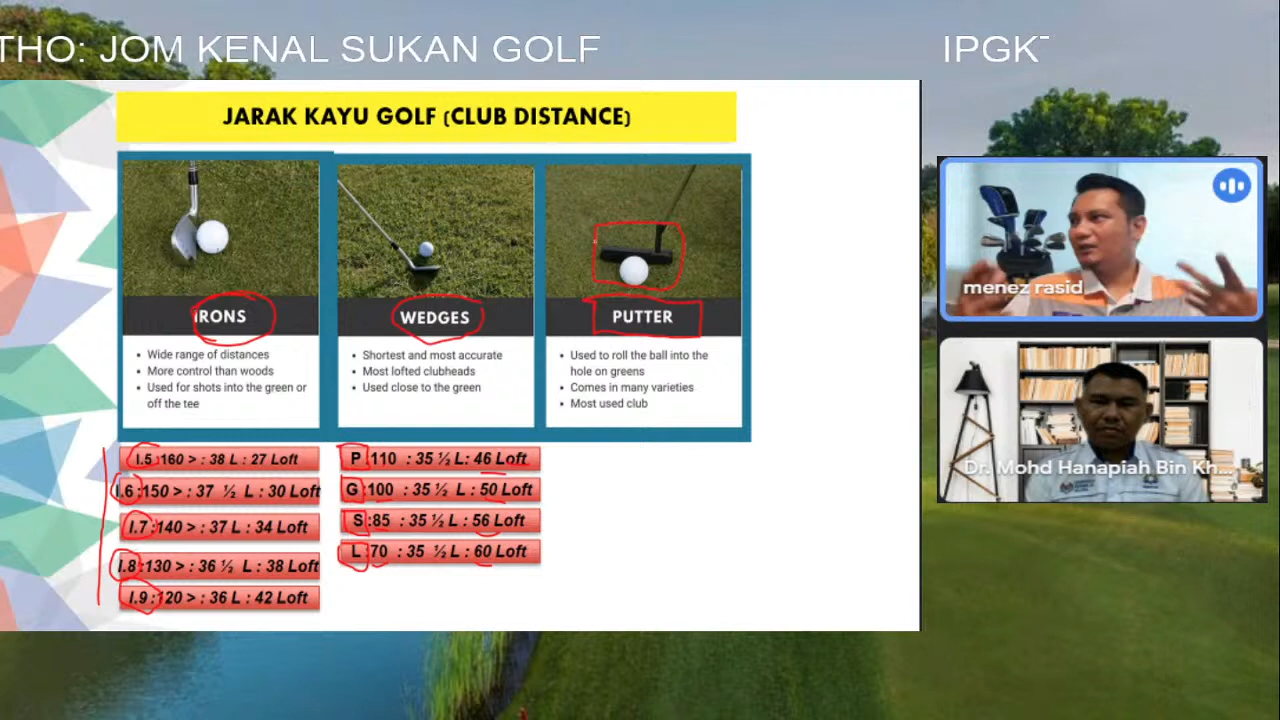 THO: JOM KENAL SUKAN GOLF
IPGK
JARAK KAYU GOLF (CLUB DISTANCE)
IRONS
Wide range of distances
More control than woods
Used for shots into the green or
off the tee
WEDGES
Shortest and most accurate
Most lofted clubheads
Used close to the green
PUTTER
Used to roll the ball into the
hole on greens
Comes in many varieties
Most used club
I.5:160 > : 38 L : 27 Loft
I.6:150 > : 37 ½ L : 30 Loft
I.7:140 > : 37 L : 34 Loft
I.8:130 > : 36 ½ L : 38 Loft
I.9:120 > : 36 L : 42 Loft
P:110 : 35 ½ L: 46 Loft
G:100 : 35 ½ L : 50 Loft
S:85 : 35 ½ L : 56 Loft
L:70 : 35 ½ L : 60 Loft
menez rasid
Dr. Mohd Hanapiah Bin Kh...